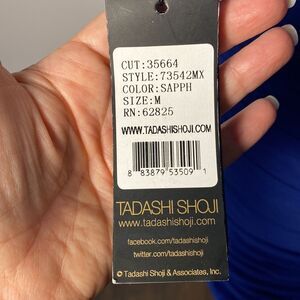 CUT:35664
STYLE:73542MX
COLOR:SAPPH
SIZE:M
RN:62825
WWW.TADASHISHOJI.COM
8 83879 53509 1
TADASHI SHOJI
www.tadashishoji.com
facebook.com/tadashishoji
twitter.com/tadashishoji
© Tadashi Shoji & Associates, Inc.